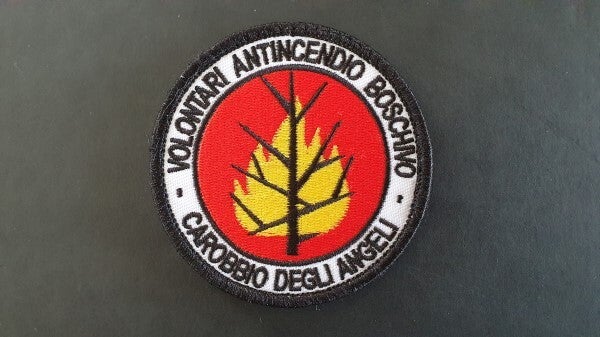 - VOLONTARI ANTINCENDIO BOSCHIVO -
CAROBBIO DEGLI ANGELI